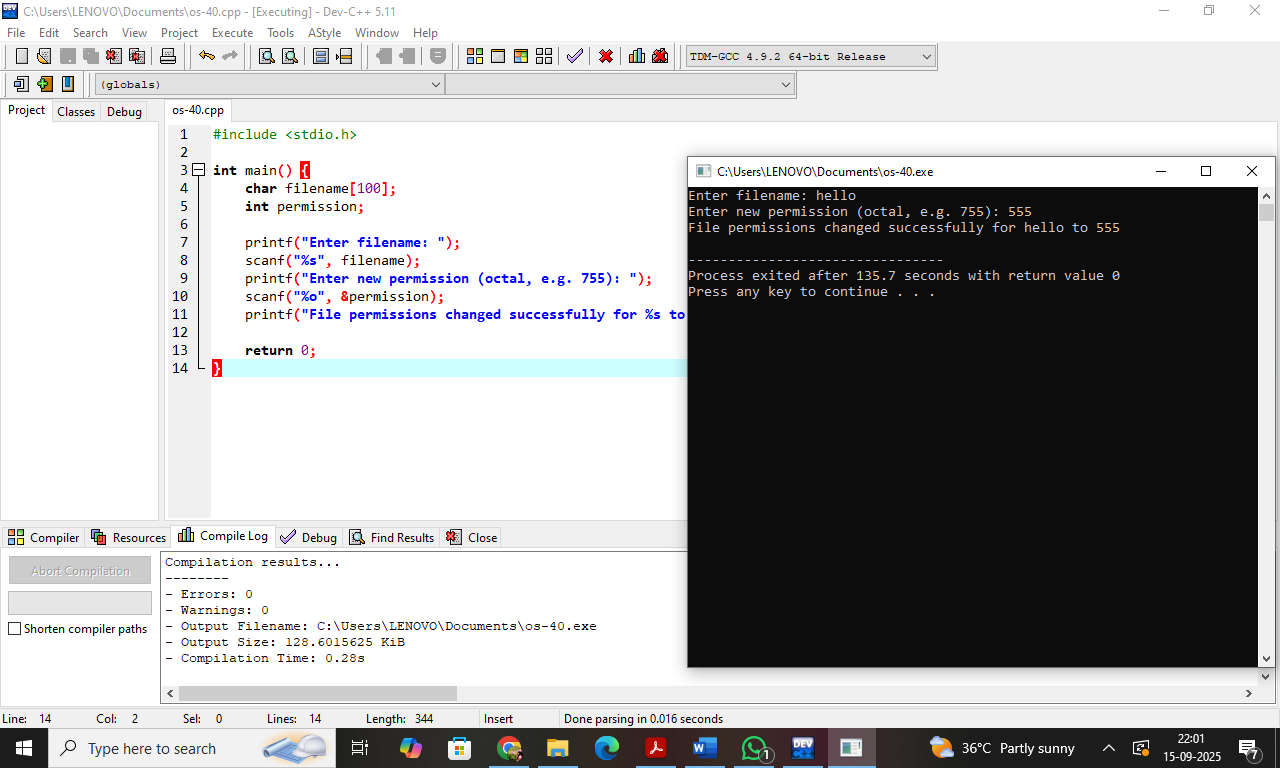 C:\Users\LENOVO\Documents\os-40.cpp - [Executing] - Dev-C++ 5.11
File Edit Search View Project Execute Tools AStyle Window Help
TDM-GCC 4.9.2 64-bit Release
(globals)
Project Classes Debug
os-40.cpp
1 #include <stdio.h>
2
3 int main() {
4 char filename[100];
5 int permission;
6
7 printf("Enter filename: ");
8 scanf("%s", filename);
9 printf("Enter new permission (octal, e.g. 755): ");
10 scanf("%o", &permission);
11 printf("File permissions changed successfully for %s to
12
13 return 0;
14 }
C:\Users\LENOVO\Documents\os-40.exe
Enter filename: hello
Enter new permission (octal, e.g. 755): 555
File permissions changed successfully for hello to 555
--------------------------------
Process exited after 135.7 seconds with return value 0
Press any key to continue . . .
Compiler Resources Compile Log Debug Find Results Close
Abort Compilation
Shorten compiler paths
Compilation results...
--------
- Errors: 0
- Warnings: 0
- Output Filename: C:\Users\LENOVO\Documents\os-40.exe
- Output Size: 128.6015625 KiB
- Compilation Time: 0.28s
Line: 14 Col: 2 Sel: 0 Lines: 14 Length: 344 Insert Done parsing in 0.016 seconds
Type here to search
1
DEV
36°C Partly sunny
22:01
15-09-2025
7